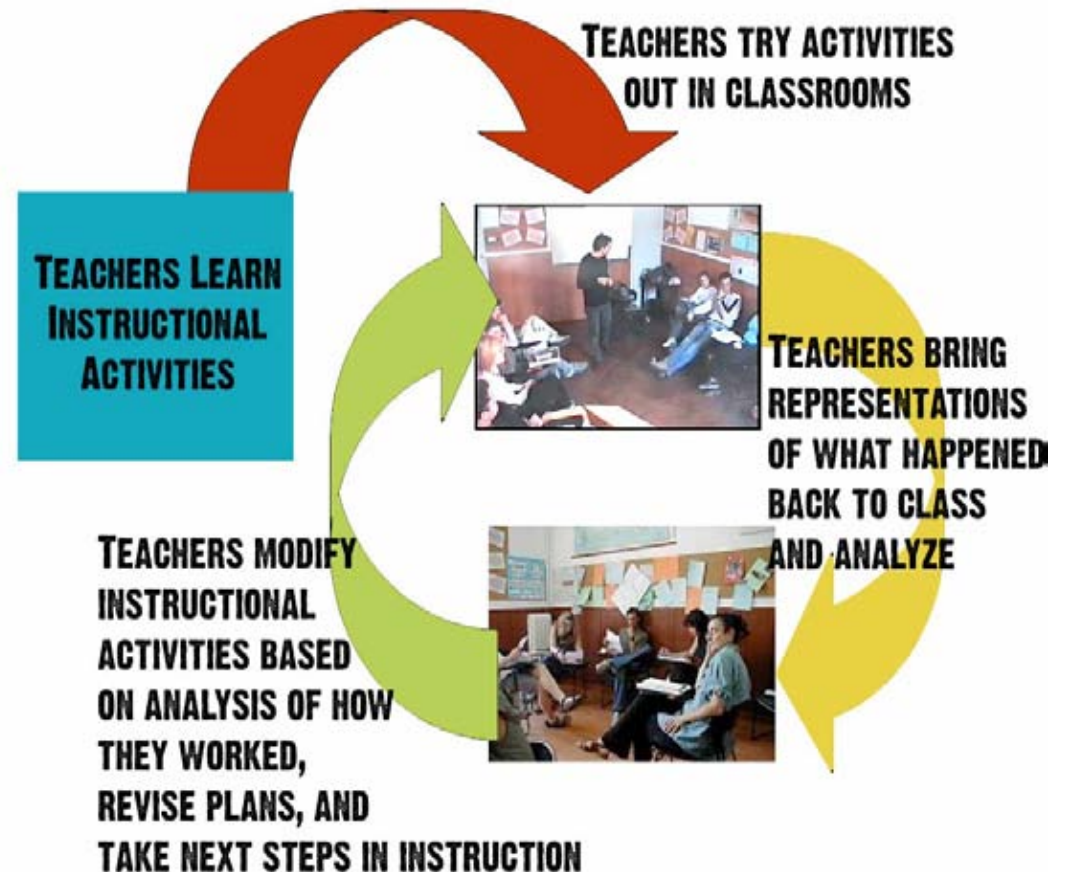 TEACHERS TRY ACTIVITIES
OUT IN CLASSROOMS
TEACHERS LEARN
INSTRUCTIONAL
ACTIVITIES
TEACHERS BRING
REPRESENTATIONS
OF WHAT HAPPENED
BACK TO CLASS
AND ANALYZE
TEACHERS MODIFY
INSTRUCTIONAL
ACTIVITIES BASED
ON ANALYSIS OF HOW
THEY WORKED,
REVISE PLANS, AND
TAKE NEXT STEPS IN INSTRUCTION